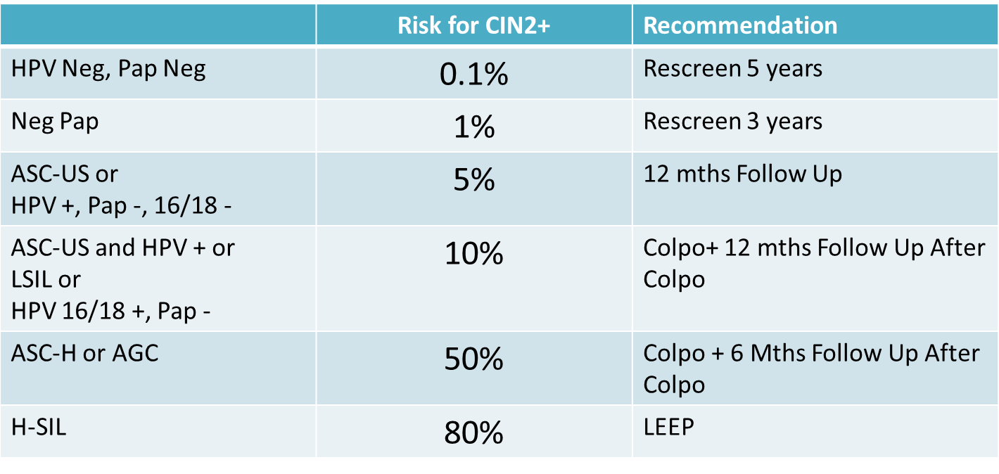 Risk for CIN2+ Recommendation
HPV Neg, Pap Neg 0.1% Rescreen 5 years
Neg Pap 1% Rescreen 3 years
ASC-US or 5% 12 mths Follow Up
HPV +, Pap -, 16/18 -
ASC-US and HPV + or 10% Colpo+ 12 mths Follow Up After
LSIL or Colpo
HPV 16/18 +, Pap -
ASC-H or AGC 50% Colpo + 6 Mths Follow Up After
Colpo
H-SIL 80% LEEP